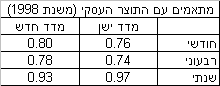 מתאמים עם התוצר העסקי (משנת 1998)
מדד ישן מדד חדש
חודשי 0.76 0.80
רבעוני 0.74 0.78
שנתי 0.97 0.93